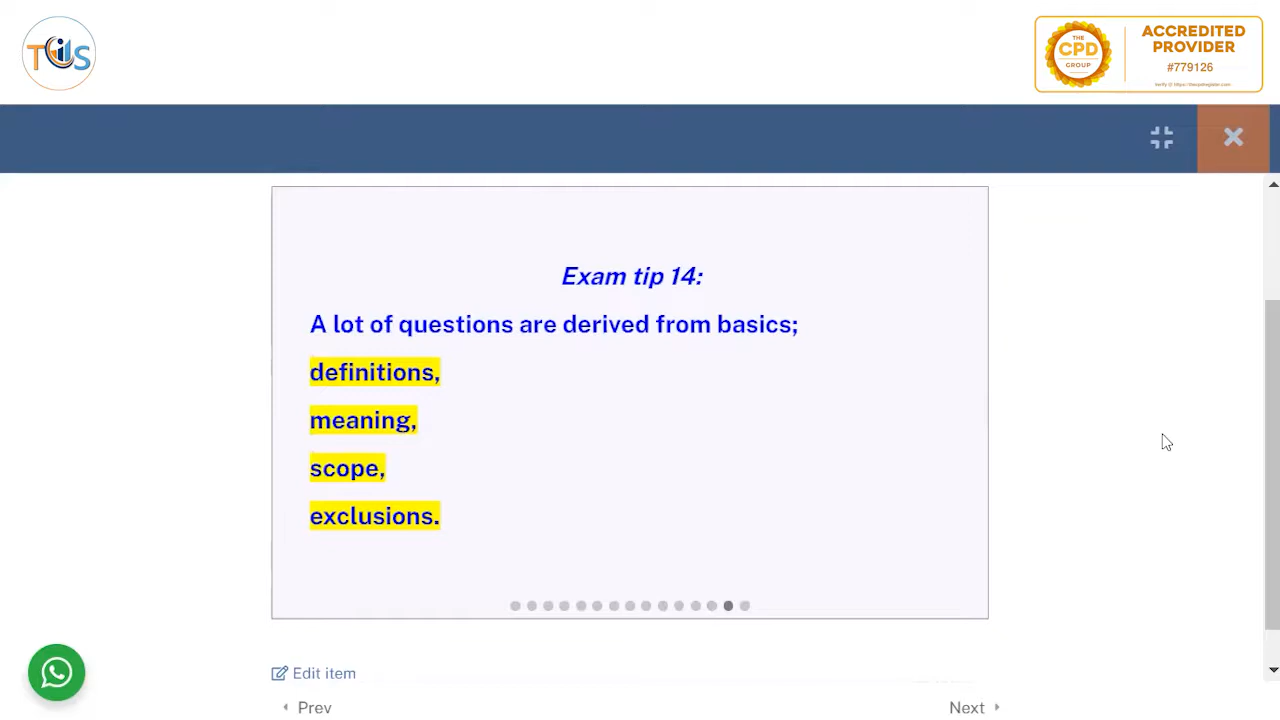 TCiLS
THE
CPD
GROUP
ACCREDITED
PROVIDER
#779126
Exam tip 14:
A lot of questions are derived from basics;
definitions,
meaning,
scope,
exclusions.
Edit item
Prev
Next